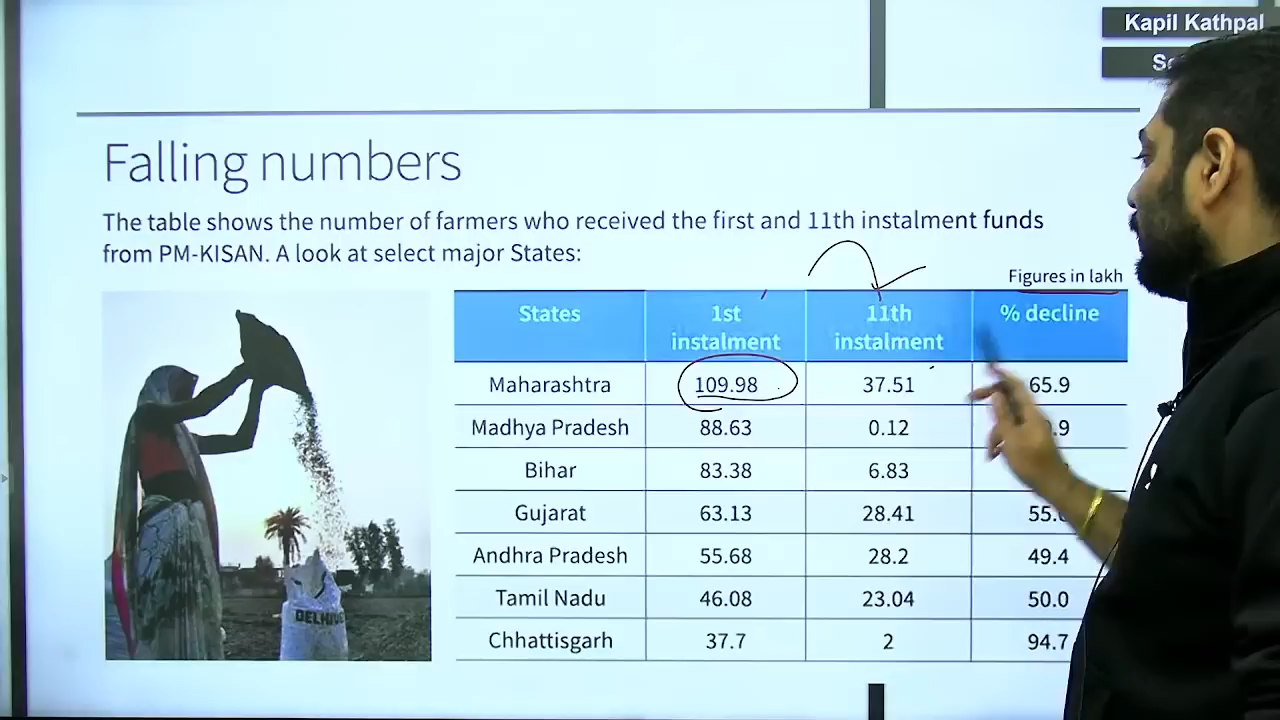 Kapil Kathpal
Falling numbers
The table shows the number of farmers who received the first and 11th instalment funds
from PM-KISAN. A look at select major States:
Figures in lakh
States 1st instalment 11th instalment % decline
Maharashtra 109.98 37.51 65.9
Madhya Pradesh 88.63 0.12
Bihar 83.38 6.83
Gujarat 63.13 28.41
Andhra Pradesh 55.68 28.2 49.4
Tamil Nadu 46.08 23.04 50.0
Chhattisgarh 37.7 2 94.7